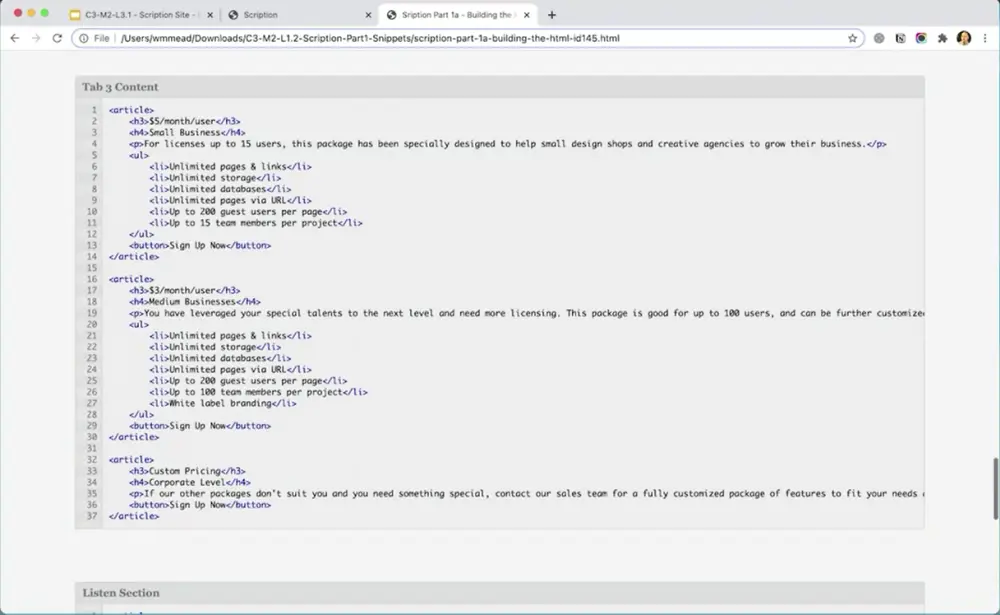 C3-M2-L3.1 - Scription Site -
Scription
Sription Part 1a - Building the
File /Users/wmmead/Downloads/C3-M2-L1.2-Scription-Part1-Snippets/scription-part-1a-building-the-html-id145.html
Tab 3 Content
1 <article>
2 <h3>$5/month/user</h3>
3 <h4>Small Business</h4>
4 <p>For licenses up to 15 users, this package has been specially designed to help small design shops and creative agencies to grow their business.</p>
5 <ul>
6 <li>Unlimited pages & links</li>
7 <li>Unlimited storage</li>
8 <li>Unlimited databases</li>
9 <li>Unlimited pages via URL</li>
10 <li>Up to 200 guest users per page</li>
11 <li>Up to 15 team members per project</li>
12 </ul>
13 <button>Sign Up Now</button>
14 </article>
15
16 <article>
17 <h3>$3/month/user</h3>
18 <h4>Medium Businesses</h4>
19 <p>You have leveraged your special talents to the next level and need more licensing. This package is good for up to 100 users, and can be further customize
20 <ul>
21 <li>Unlimited pages & links</li>
22 <li>Unlimited storage</li>
23 <li>Unlimited databases</li>
24 <li>Unlimited pages via URL</li>
25 <li>Up to 200 guest users per page</li>
26 <li>Up to 100 team members per project</li>
27 <li>White label branding</li>
28 </ul>
29 <button>Sign Up Now</button>
30 </article>
31
32 <article>
33 <h3>Custom Pricing</h3>
34 <h4>Corporate Level</h4>
35 <p>If our other packages don't suit you and you need something special, contact our sales team for a fully customized package of features to fit your needs
36 <button>Sign Up Now</button>
37 </article>
Listen Section